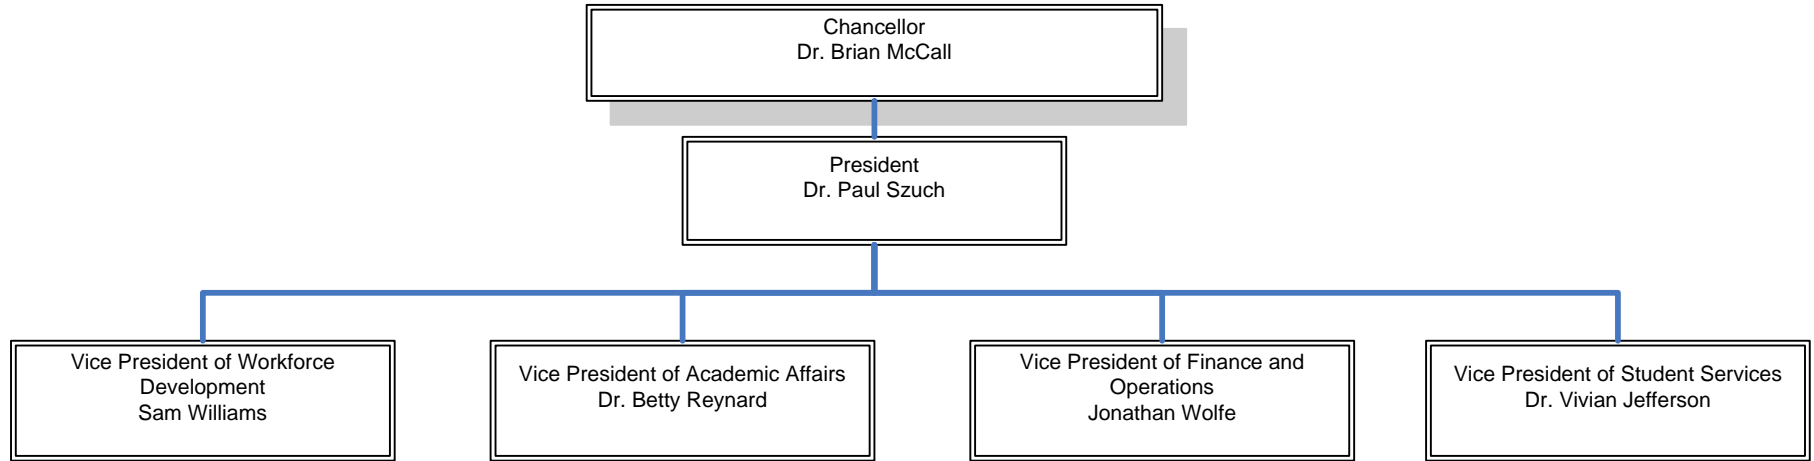 Chancellor
Dr. Brian McCall
President
Dr. Paul Szuch
Vice President of Workforce
Development
Sam Williams
Vice President of Academic Affairs
Dr. Betty Reynard
Vice President of Finance and
Operations
Jonathan Wolfe
Vice President of Student Services
Dr. Vivian Jefferson